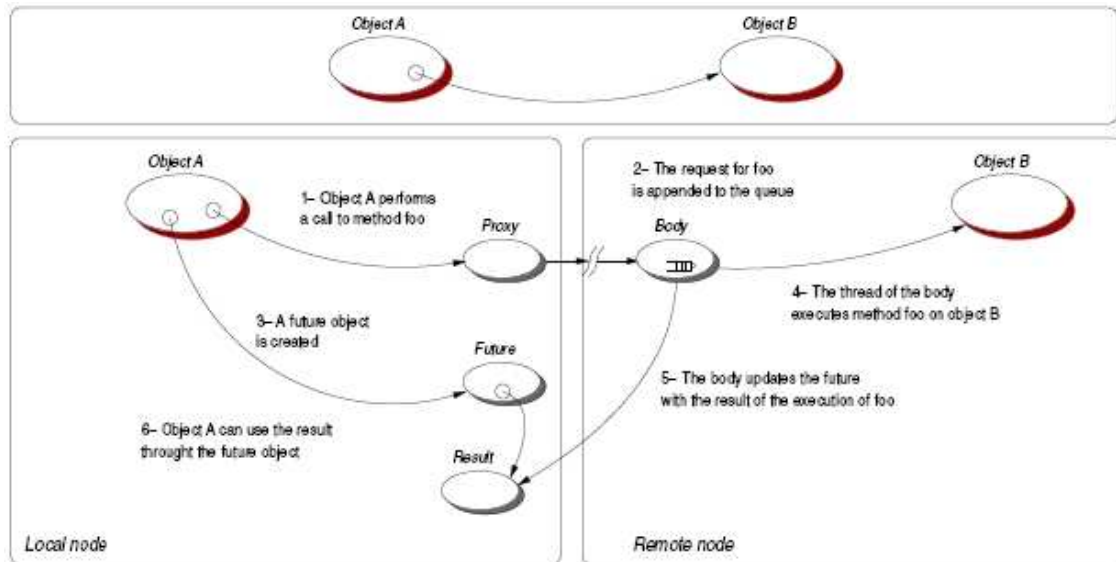 Object A
Object B
Object A
1– Object A performs
a call to method foo
Proxy
2– The request for foo
is appended to the queue
Body
Object B
3– A future object
is created
4– The thread of the body
executes method foo on object B
Future
5– The body updates the future
with the result of the execution of foo
6– Object A can use the result
throught the future object
Result
Local node
Remote node